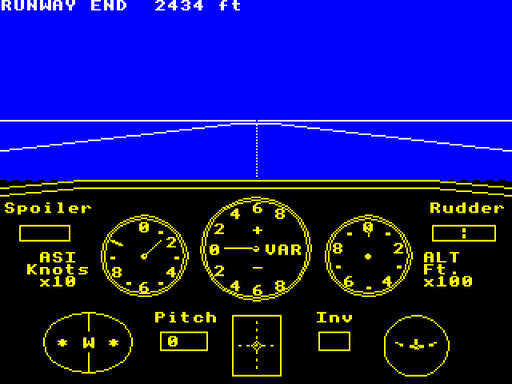 RUNWAY END 2434 ft
Spoiler
Rudder
0
2
4
6
8
ASI
Knots
x10
4 6 8
2
+
0 VAR
-
2
4 6 8
0
2
4
6
8
ALT
Ft.
x100
Pitch
0
Inv
* W *